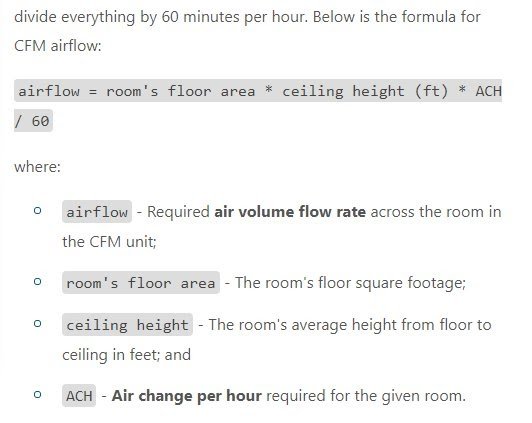 divide everything by 60 minutes per hour. Below is the formula for
CFM airflow:
airflow = room's floor area * ceiling height (ft) * ACH
/ 60
where:
airflow - Required air volume flow rate across the room in
the CFM unit;
room's floor area - The room's floor square footage;
ceiling height - The room's average height from floor to
ceiling in feet; and
ACH - Air change per hour required for the given room.